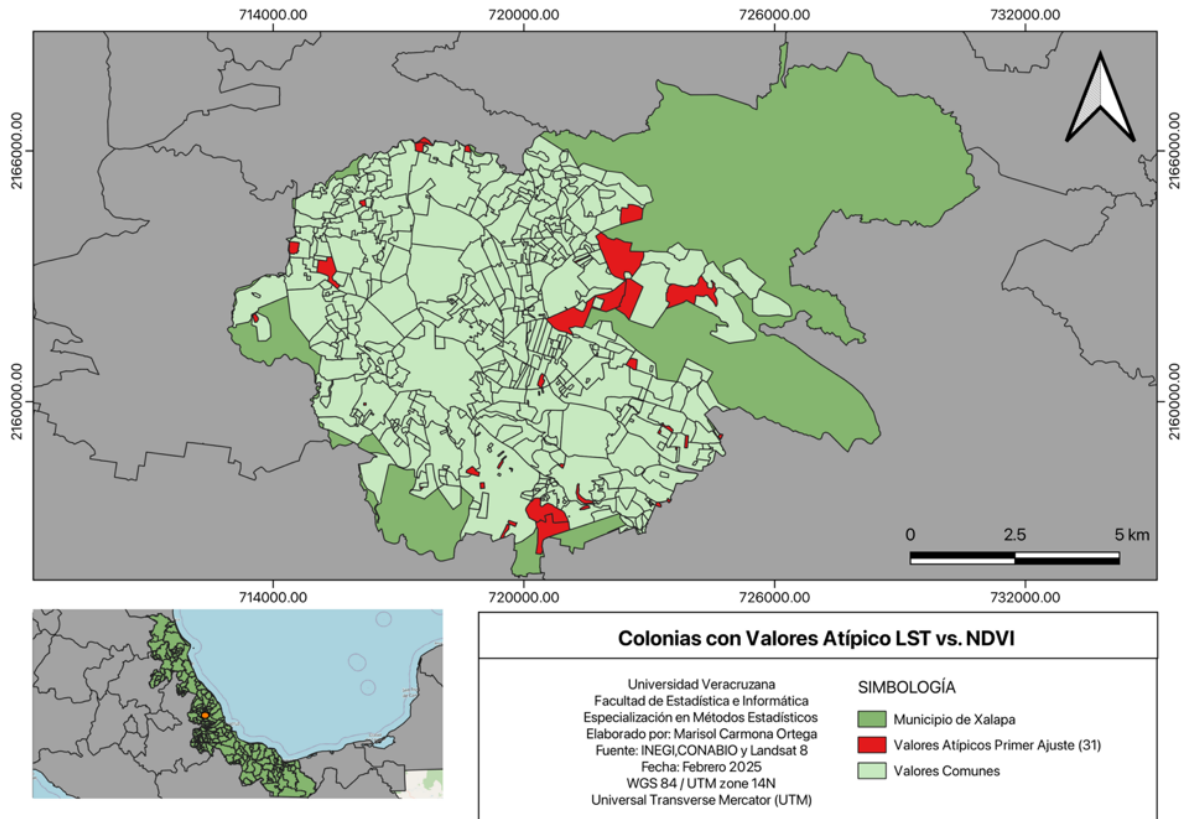 714000.00 720000.00 726000.00 732000.00
2166000.00 2166000.00
2160000.00 2160000.00
0 2.5 5 km
714000.00 720000.00 726000.00 732000.00
Colonias con Valores Atípico LST vs. NDVI
Universidad Veracruzana
Facultad de Estadística e Informática
Especialización en Métodos Estadísticos
Elaborado por: Marisol Carmona Ortega
Fuente: INEGI,CONABIO y Landsat 8
Fecha: Febrero 2025
WGS 84 / UTM zone 14N
Universal Transverse Mercator (UTM)
SIMBOLOGÍA
Municipio de Xalapa
Valores Atípicos Primer Ajuste (31)
Valores Comunes